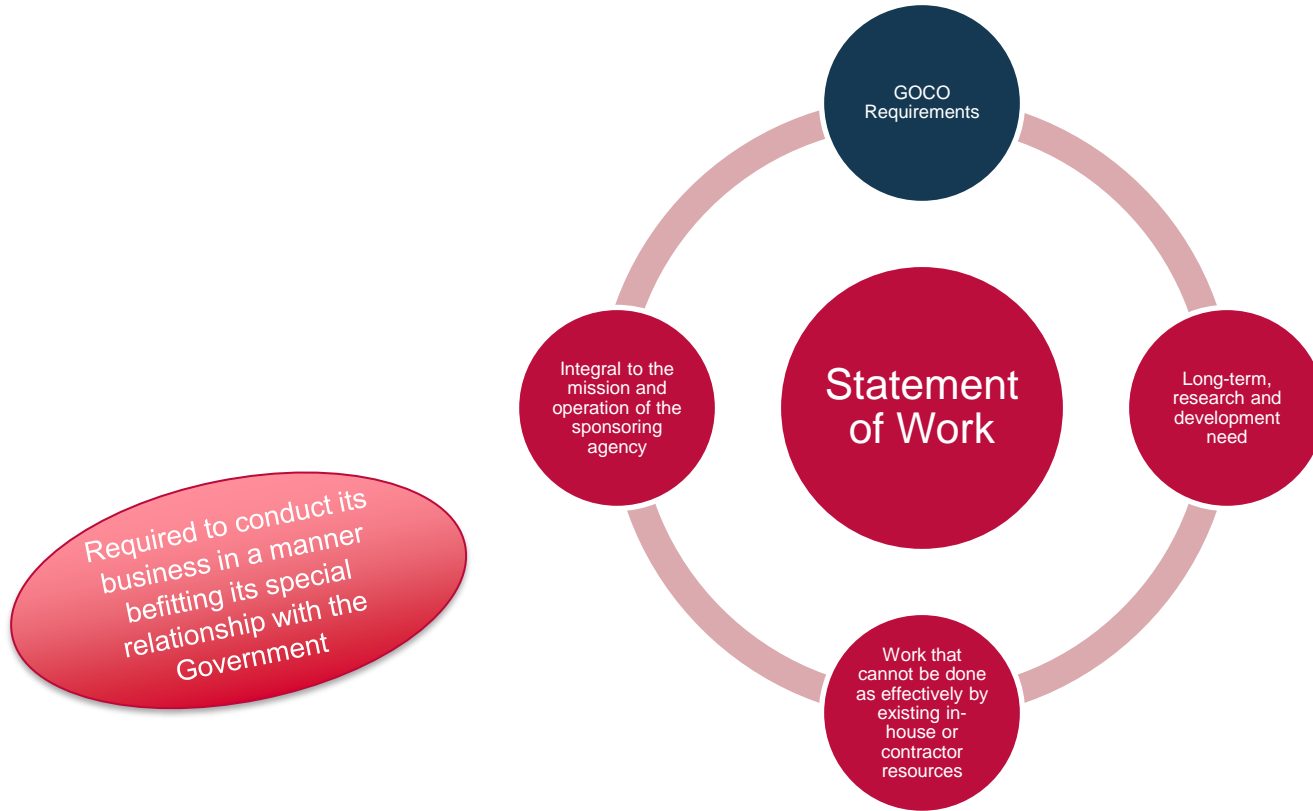 GOCO
Requirements
Integral to the
mission and
operation of the
sponsoring
agency
Statement
of Work
Long-term,
research and
development
need
Required to conduct its
business in a manner
befitting its special
relationship with the
Government
Work that
cannot be done
as effectively by
existing in-
house or
contractor
resources